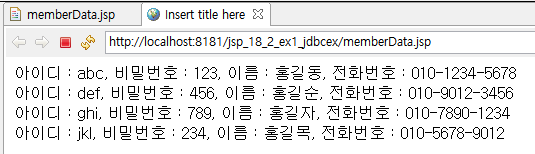 memberData.jsp
Insert title here
http://localhost:8181/jsp_18_2_ex1_jdbcex/memberData.jsp
아이디 : abc, 비밀번호 : 123, 이름 : 홍길동, 전화번호 : 010-1234-5678
아이디 : def, 비밀번호 : 456, 이름 : 홍길순, 전화번호 : 010-9012-3456
아이디 : ghi, 비밀번호 : 789, 이름 : 홍길자, 전화번호 : 010-7890-1234
아이디 : jkl, 비밀번호 : 234, 이름 : 홍길목, 전화번호 : 010-5678-9012